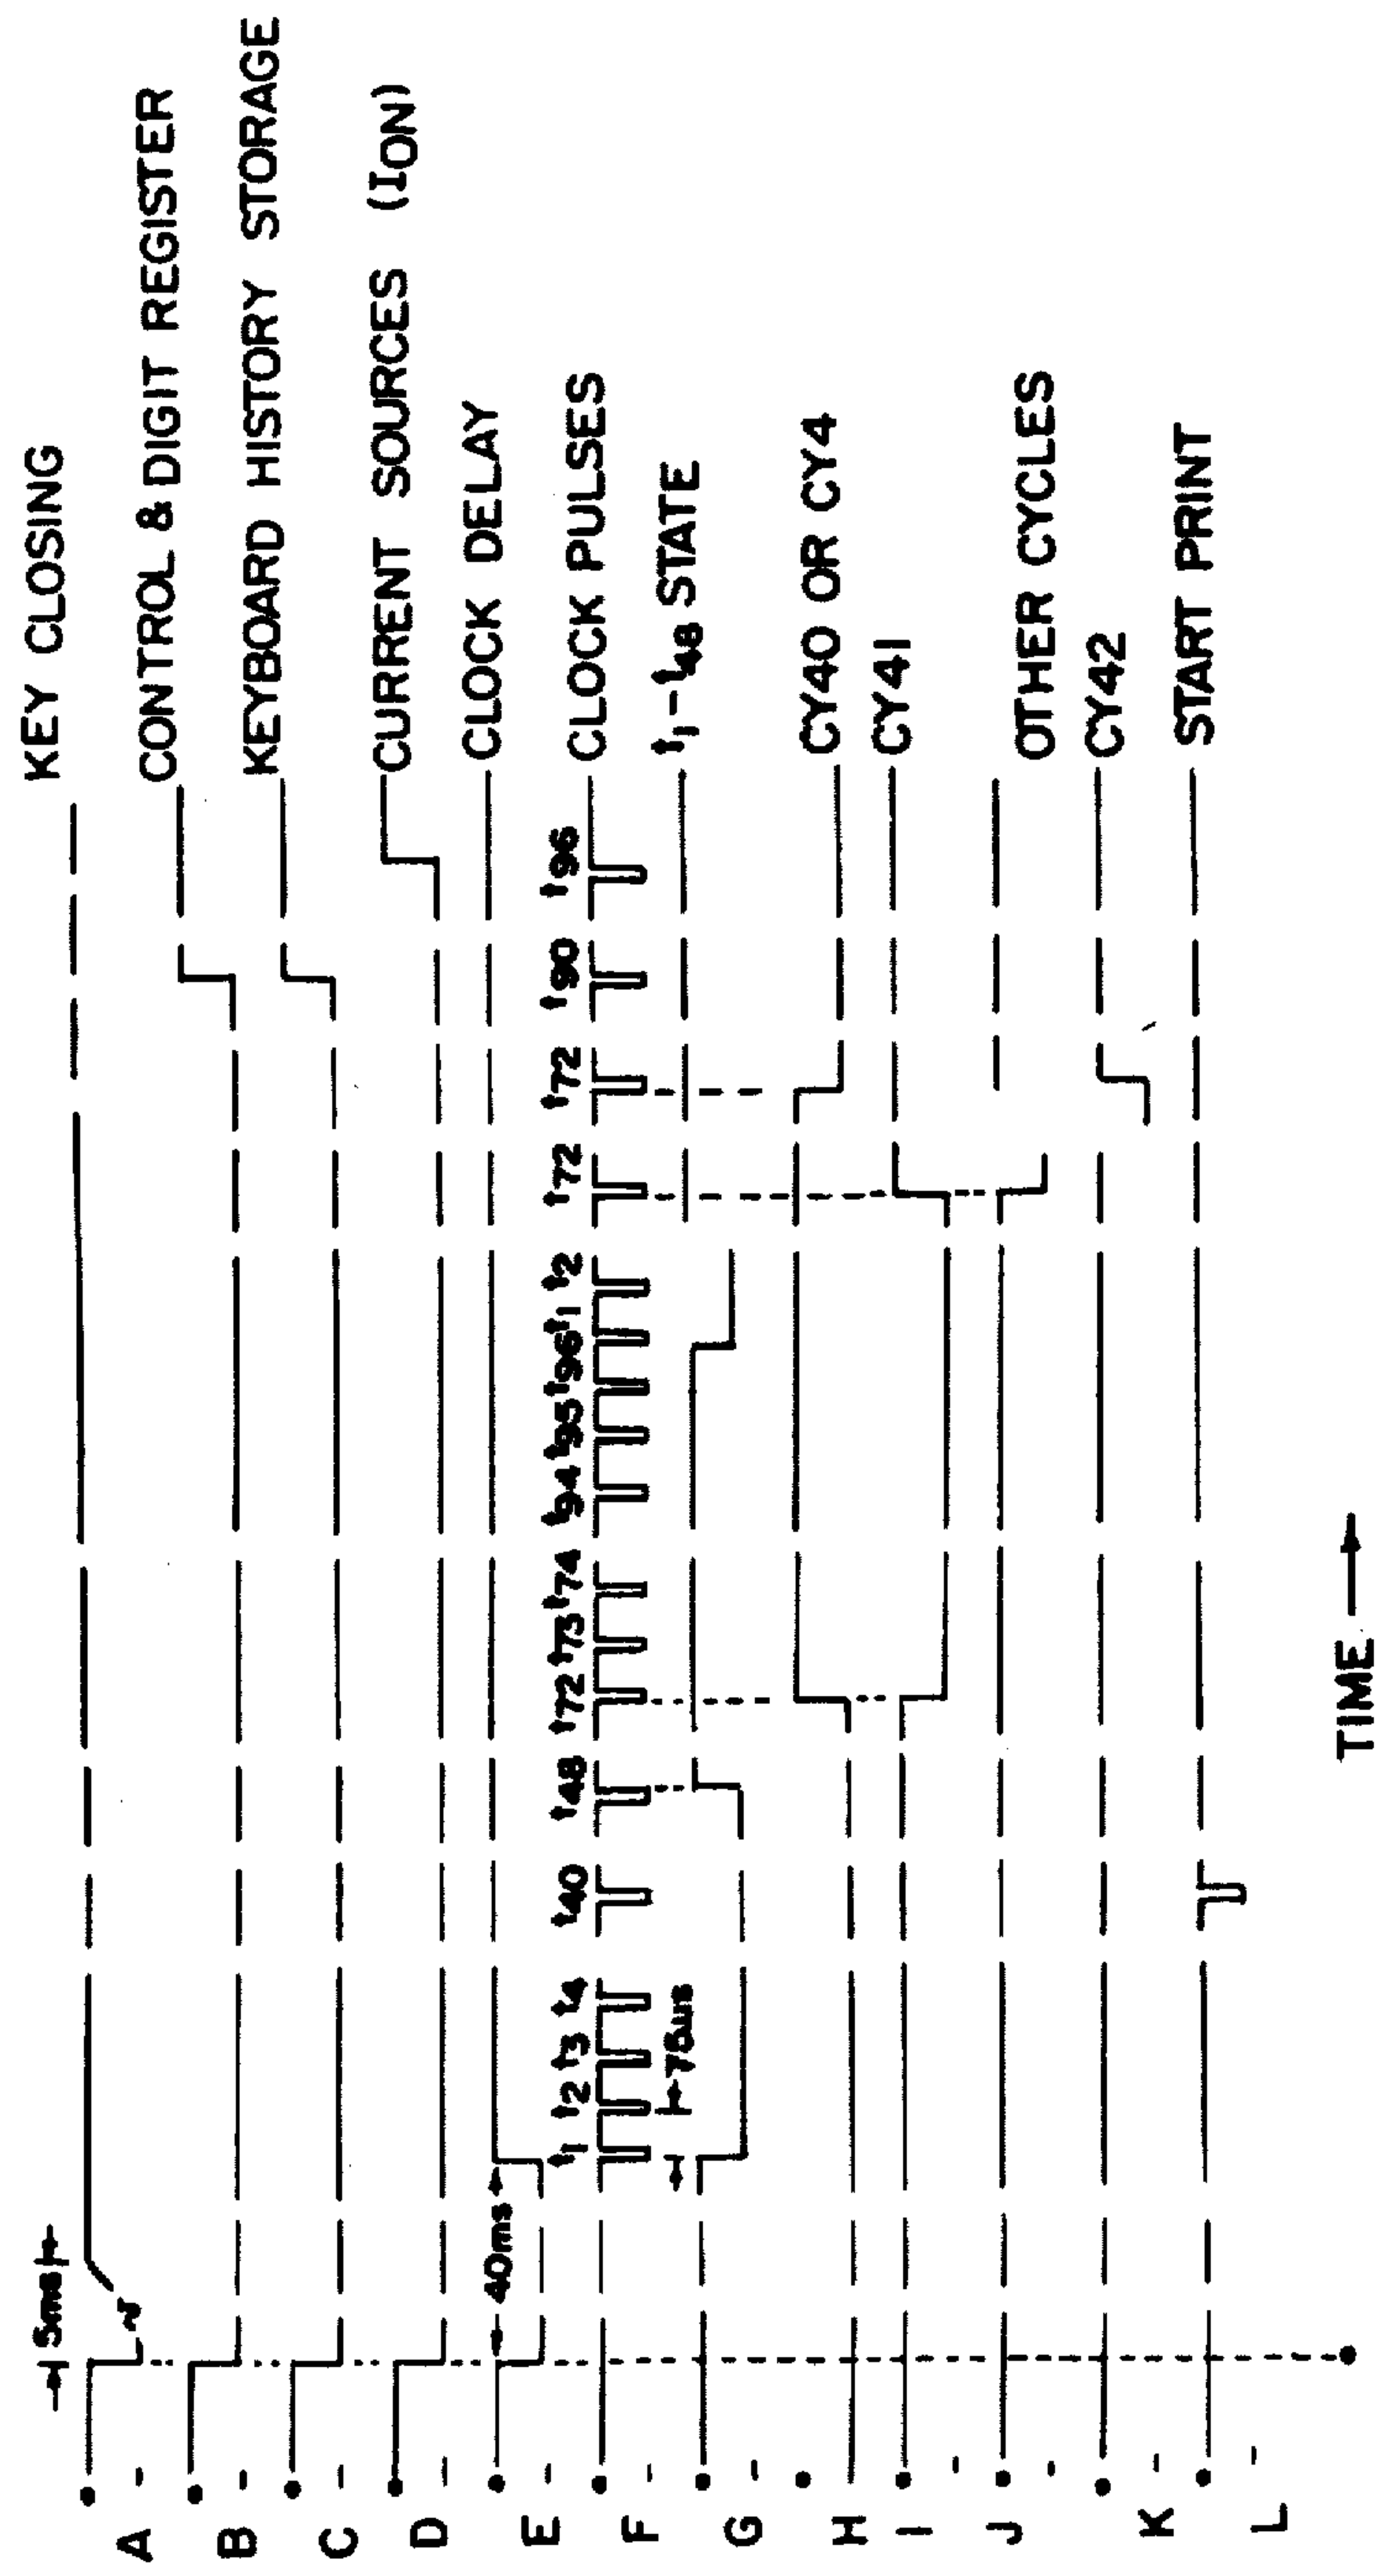 5ms
A KEY CLOSING
B CONTROL & DIGIT REGISTER
C KEYBOARD HISTORY STORAGE
D CURRENT SOURCES (ION)
E 40ms CLOCK DELAY
t1 t2 t3 t4 t40 t48 t72 t73 t74 t94 t95 t96 t1 t2 t72 t72 t90 t96
F CLOCK PULSES
75us
G t1-t48 STATE
H CY40 OR CY4
I CY41
J OTHER CYCLES
K CY42
L START PRINT
TIME